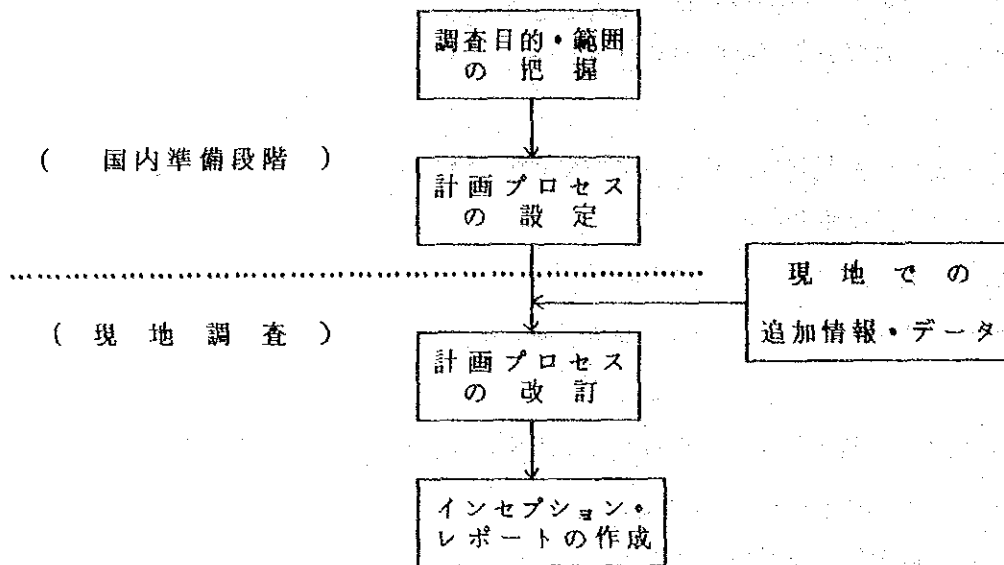 調査目的・範囲
の把握
(国内準備段階)
計画プロセス
の設定
現地での
追加情報・データ
(現地調査)
計画プロセス
の改訂
インセプション・
レポートの作成